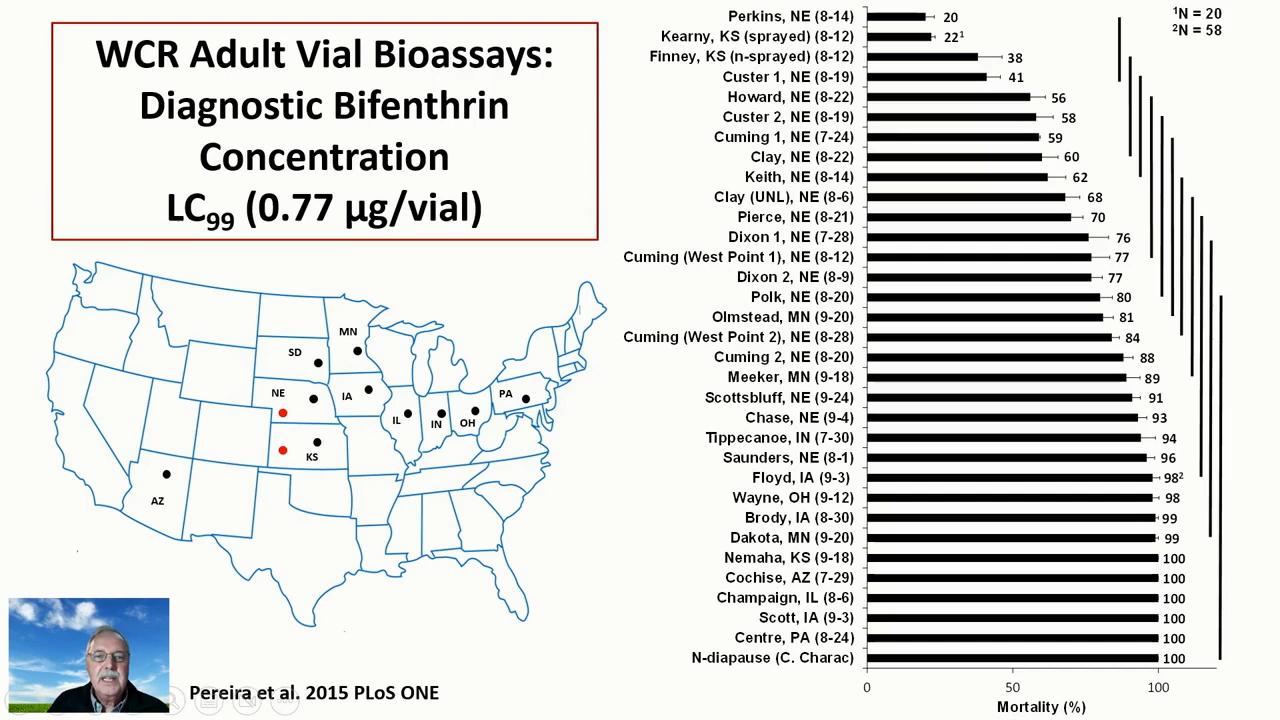 WCR Adult Vial Bioassays:
Diagnostic Bifenthrin
Concentration
LC99 (0.77 µg/vial)
MN
SD
NE
IA
PA
IL
IN
OH
KS
AZ
Pereira et al. 2015 PLoS ONE
¹N = 20
²N = 58
Perkins, NE (8-14) 20
Kearny, KS (sprayed) (8-12) 22¹
Finney, KS (n-sprayed) (8-12) 38
Custer 1, NE (8-19) 41
Howard, NE (8-22) 56
Custer 2, NE (8-19) 58
Cuming 1, NE (7-24) 59
Clay, NE (8-22) 60
Keith, NE (8-14) 62
Clay (UNL), NE (8-6) 68
Pierce, NE (8-21) 70
Dixon 1, NE (7-28) 76
Cuming (West Point 1), NE (8-12) 77
Dixon 2, NE (8-9) 77
Polk, NE (8-20) 80
Olmstead, MN (9-20) 81
Cuming (West Point 2), NE (8-28) 84
Cuming 2, NE (8-20) 88
Meeker, MN (9-18) 89
Scottsbluff, NE (9-24) 91
Chase, NE (9-4) 93
Tippecanoe, IN (7-30) 94
Saunders, NE (8-1) 96
Floyd, IA (9-3) 98²
Wayne, OH (9-12) 98
Brody, IA (8-30) 99
Dakota, MN (9-20) 99
Nemaha, KS (9-18) 100
Cochise, AZ (7-29) 100
Champaign, IL (8-6) 100
Scott, IA (9-3) 100
Centre, PA (8-24) 100
N-diapause (C. Charac) 100
0 50 100
Mortality (%)